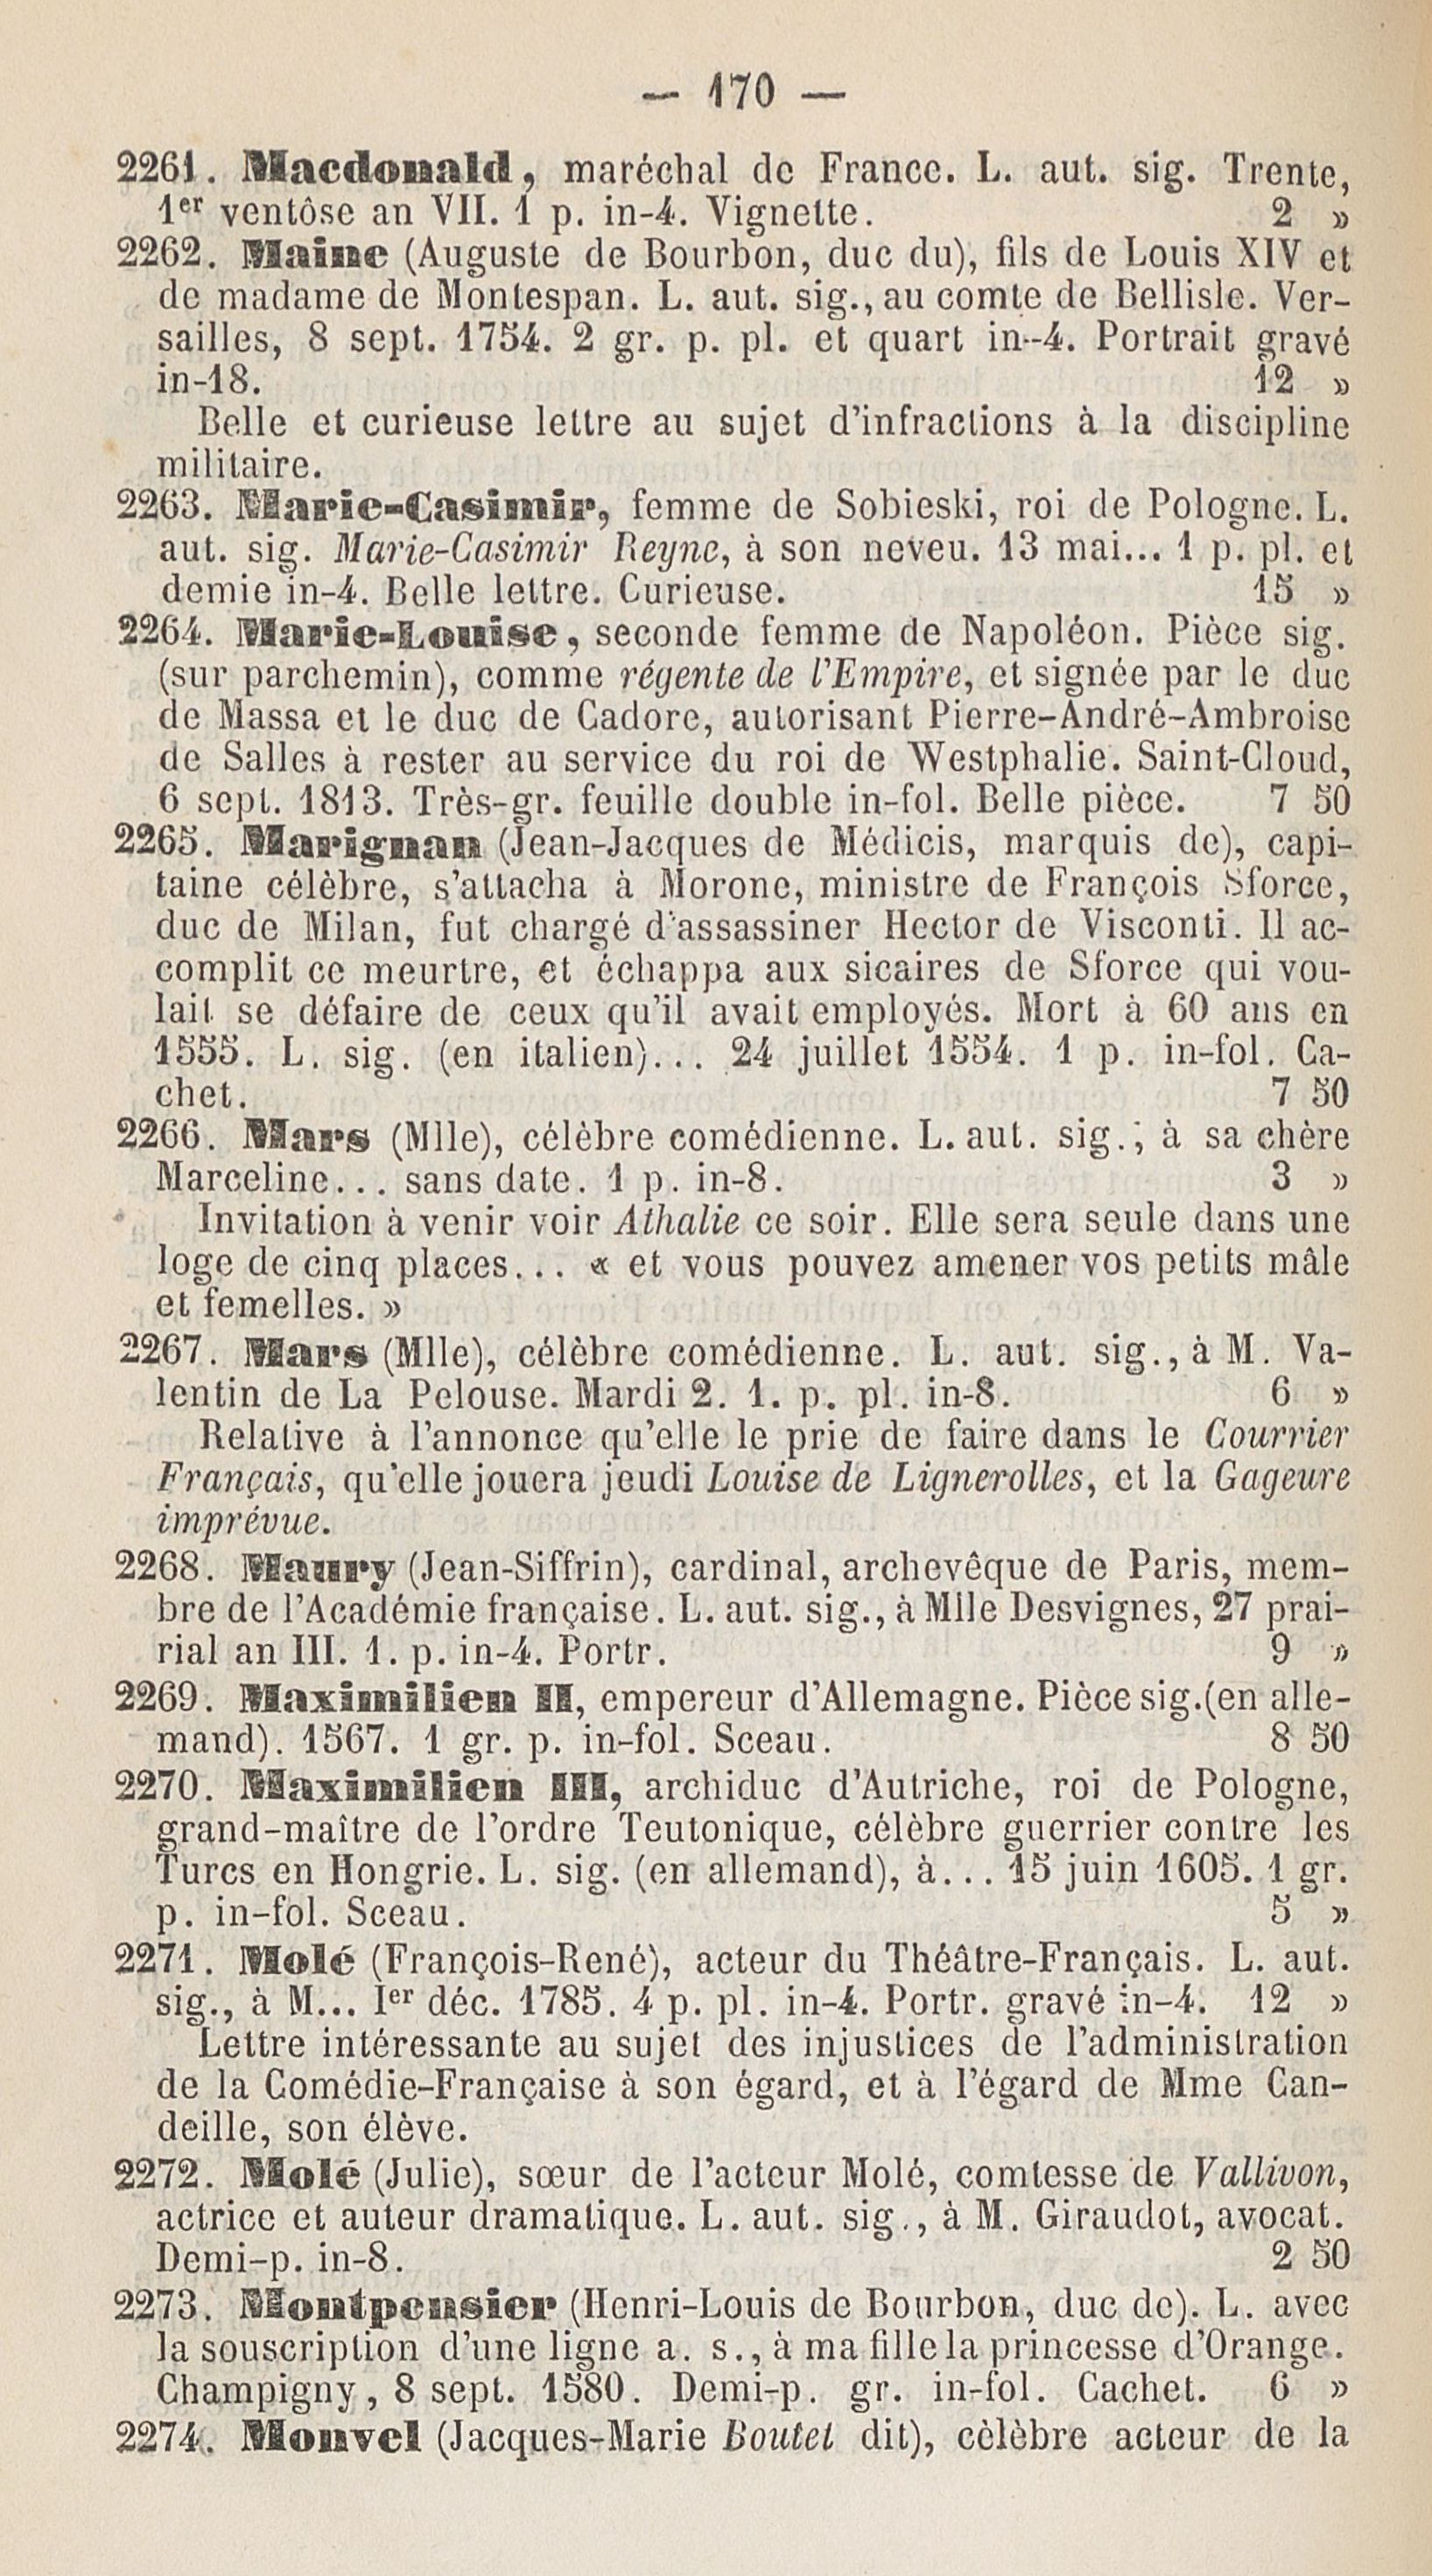 — 170 —
2261. Macdonald, maréchal de France. L. aut. sig. Trente,
1er ventôse an VII. 1 p. in-4. Vignette. 2 »
2262. Maine (Auguste de Bourbon, duc du), fils de Louis XIV et
de madame de Montespan. L. aut. sig., au comte de Bellisle. Ver-
sailles, 8 sept. 1754. 2 gr. p. pl. et quart in-4. Portrait gravé
in-18. 12 »
Belle et curieuse lettre au sujet d'infractions à la discipline
militaire.
2263. Marie-Casimir, femme de Sobieski, roi de Pologne. L.
aut. sig. Marie-Casimir Reyne, à son neveu. 13 mai... 1 p. pl. et
demie in-4. Belle lettre. Curieuse. 15 »
2264. Marie-Louise, seconde femme de Napoléon. Pièce sig.
(sur parchemin), comme régente de l'Empire, et signée par le duc
de Massa et le duc de Cadore, autorisant Pierre-André-Ambroise
de Salles à rester au service du roi de Westphalie. Saint-Cloud,
6 sept. 1813. Très-gr. feuille double in-fol. Belle pièce. 7 50
2265. Marignan (Jean-Jacques de Médicis, marquis de), capi-
taine célèbre, s'attacha à Morone, ministre de François Sforce,
duc de Milan, fut chargé d'assassiner Hector de Visconti. Il ac-
complit ce meurtre, et échappa aux sicaires de Sforce qui vou-
lait se défaire de ceux qu'il avait employés. Mort à 60 ans en
1555. L. sig. (en italien)... 24 juillet 1554. 1 p. in-fol. Ca-
chet. 7 50
2266. Mars (Mlle), célèbre comédienne. L. aut. sig., à sa chère
Marceline... sans date. 1 p. in-8. 3 »
Invitation à venir voir Athalie ce soir. Elle sera seule dans une
loge de cinq places... « et vous pouvez amener vos petits mâle
et femelles. »
2267. Mars (Mlle), célèbre comédienne. L. aut. sig., à M. Va-
lentin de La Pelouse. Mardi 2. 1. p. pl. in-8. 6 »
Relative à l'annonce qu'elle le prie de faire dans le Courrier
Français, qu'elle jouera jeudi Louise de Lignerolles, et la Gageure
imprévue.
2268. Maury (Jean-Siffrin), cardinal, archevêque de Paris, mem-
bre de l'Académie française. L. aut. sig., à Mlle Desvignes, 27 prai-
rial an III. 1. p. in-4. Portr. 9 »
2269. Maximilien II, empereur d'Allemagne. Pièce sig. (en alle-
mand). 1567. 1 gr. p. in-fol. Sceau. 8 50
2270. Maximilien III, archiduc d'Autriche, roi de Pologne,
grand-maître de l'ordre Teutonique, célèbre guerrier contre les
Turcs en Hongrie. L. sig. (en allemand), à... 15 juin 1605. 1 gr.
p. in-fol. Sceau. 5 »
2271. Molé (François-René), acteur du Théâtre-Français. L. aut.
sig., à M... Ier déc. 1785. 4 p. pl. in-4. Portr. gravé in-4. 12 »
Lettre intéressante au sujet des injustices de l'administration
de la Comédie-Française à son égard, et à l'égard de Mme Can-
deille, son élève.
2272. Molé (Julie), sœur de l'acteur Molé, comtesse de Vallivon,
actrice et auteur dramatique. L. aut. sig., à M. Giraudot, avocat.
Demi-p. in-8. 2 50
2273. Montpensier (Henri-Louis de Bourbon, duc de). L. avec
la souscription d'une ligne a. s., à ma fille la princesse d'Orange.
Champigny, 8 sept. 1580. Demi-p. gr. in-fol. Cachet. 6 »
2274. Monvel (Jacques-Marie Boutet dit), cèlèbre acteur de la